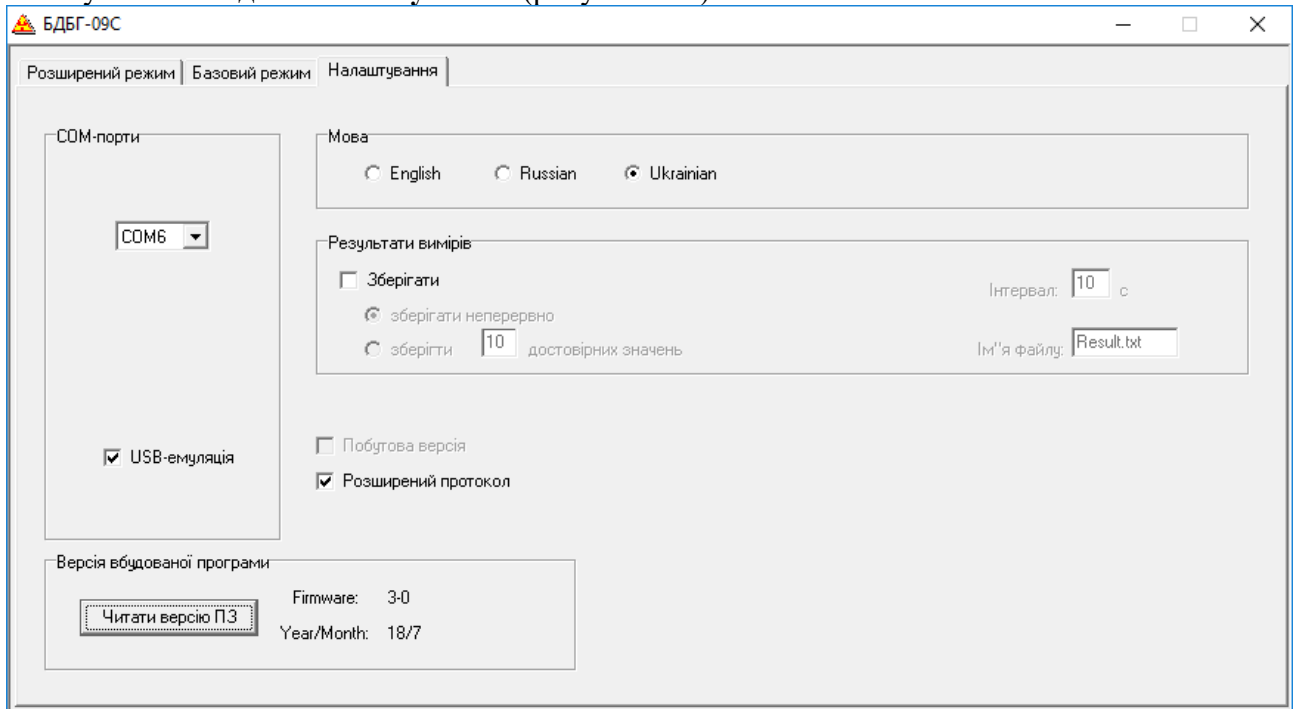 БДБГ-09С
Розширений режим Базовий режим Налаштування
COM-порти
COM6
USB-емуляція
Мова
English Russian Ukrainian
Результати вимірів
Зберігати
Інтервал: 10 с
зберігати неперервно
зберігти 10 достовірних значень
Ім''я файлу: Result.txt
Побутова версія
Розширений протокол
Версія вбудованої програми
Читати версію ПЗ
Firmware: 3-0
Year/Month: 18/7